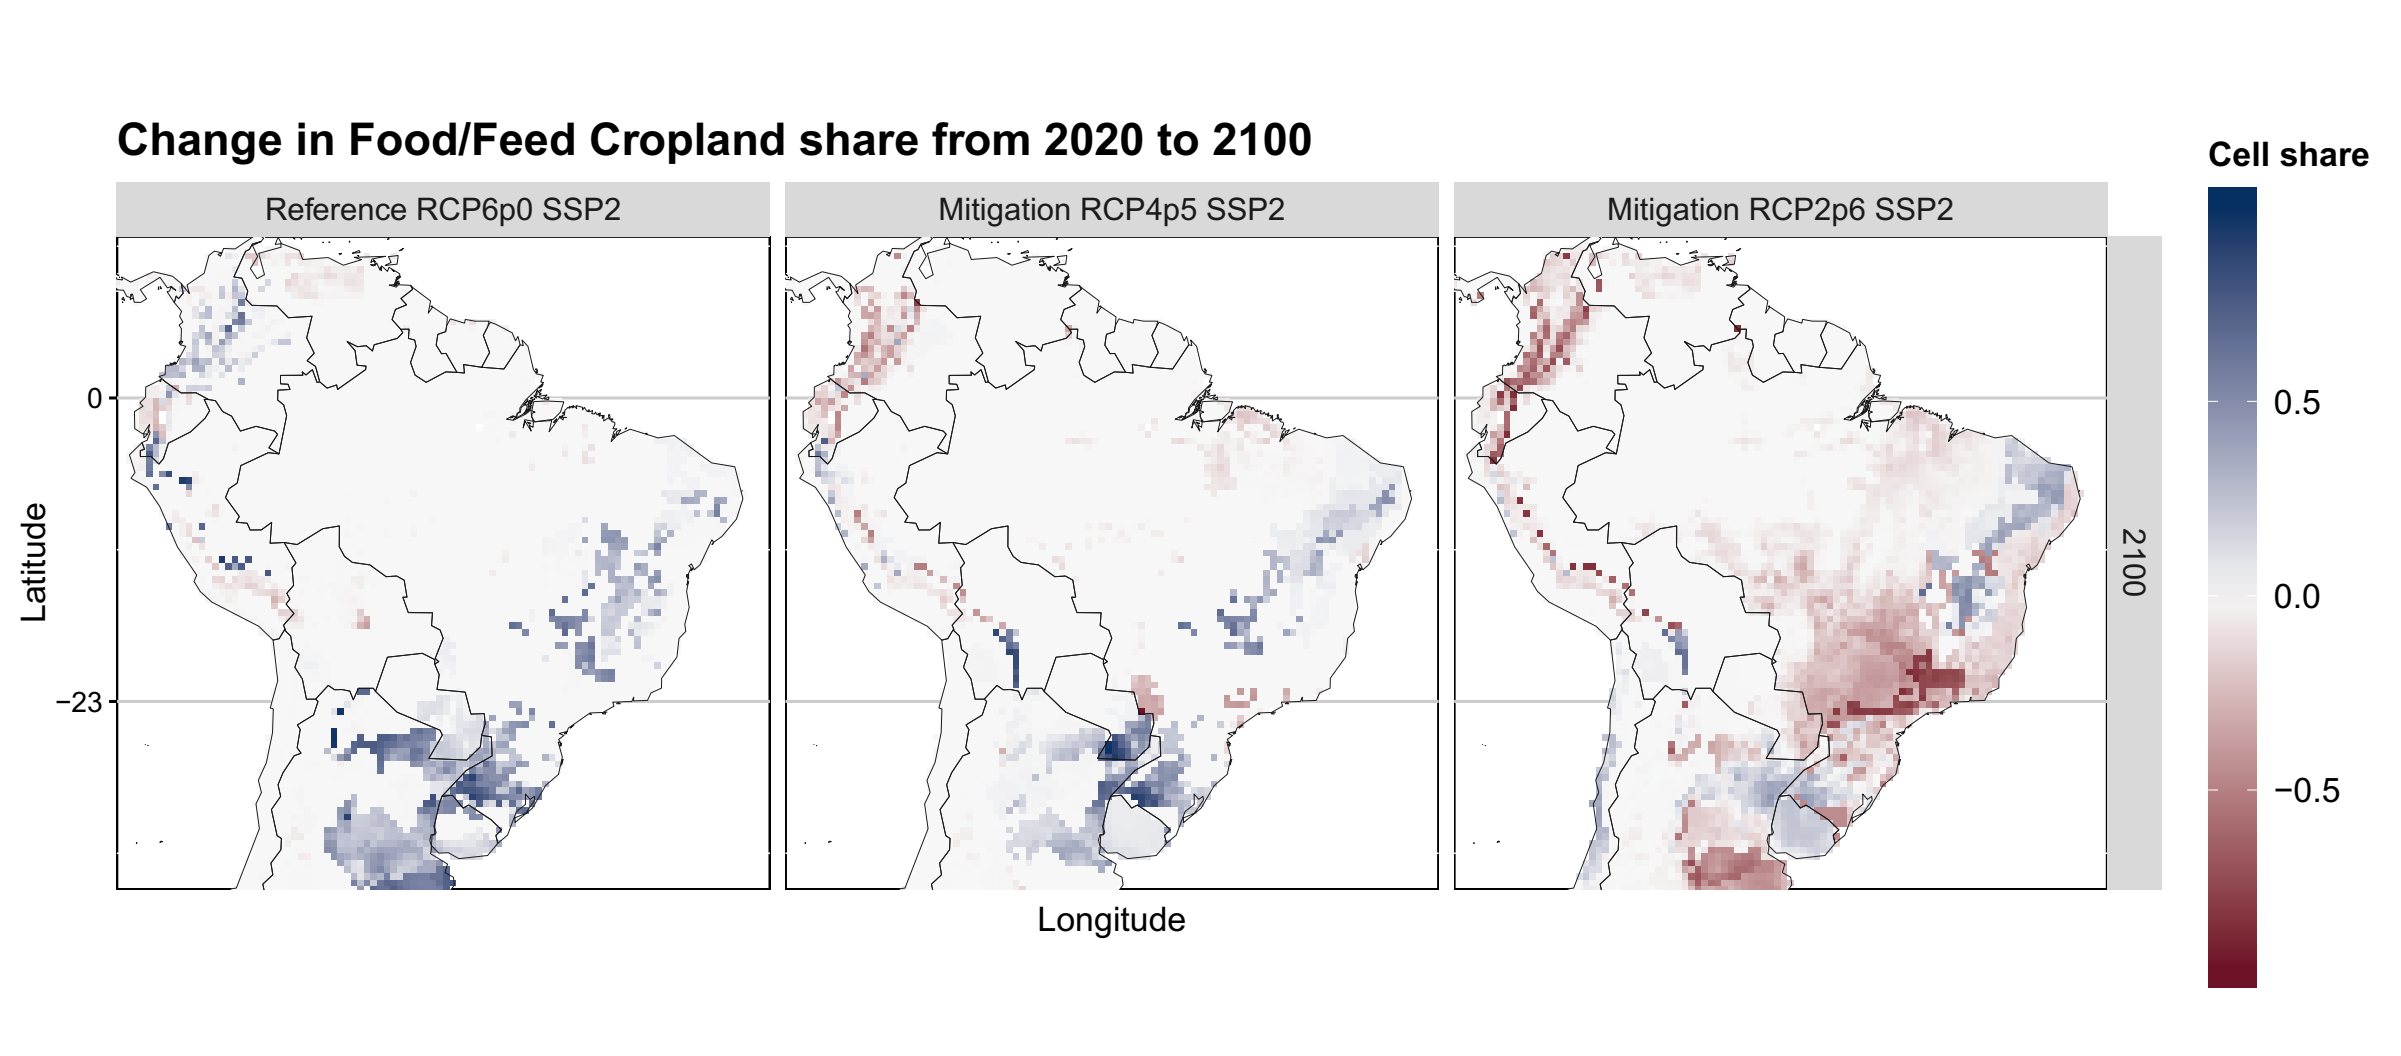 Change in Food/Feed Cropland share from 2020 to 2100
Reference RCP6p0 SSP2
Mitigation RCP4p5 SSP2
Mitigation RCP2p6 SSP2
Cell share
0.5
0.0
−0.5
0
−23
Latitude
2100
Longitude